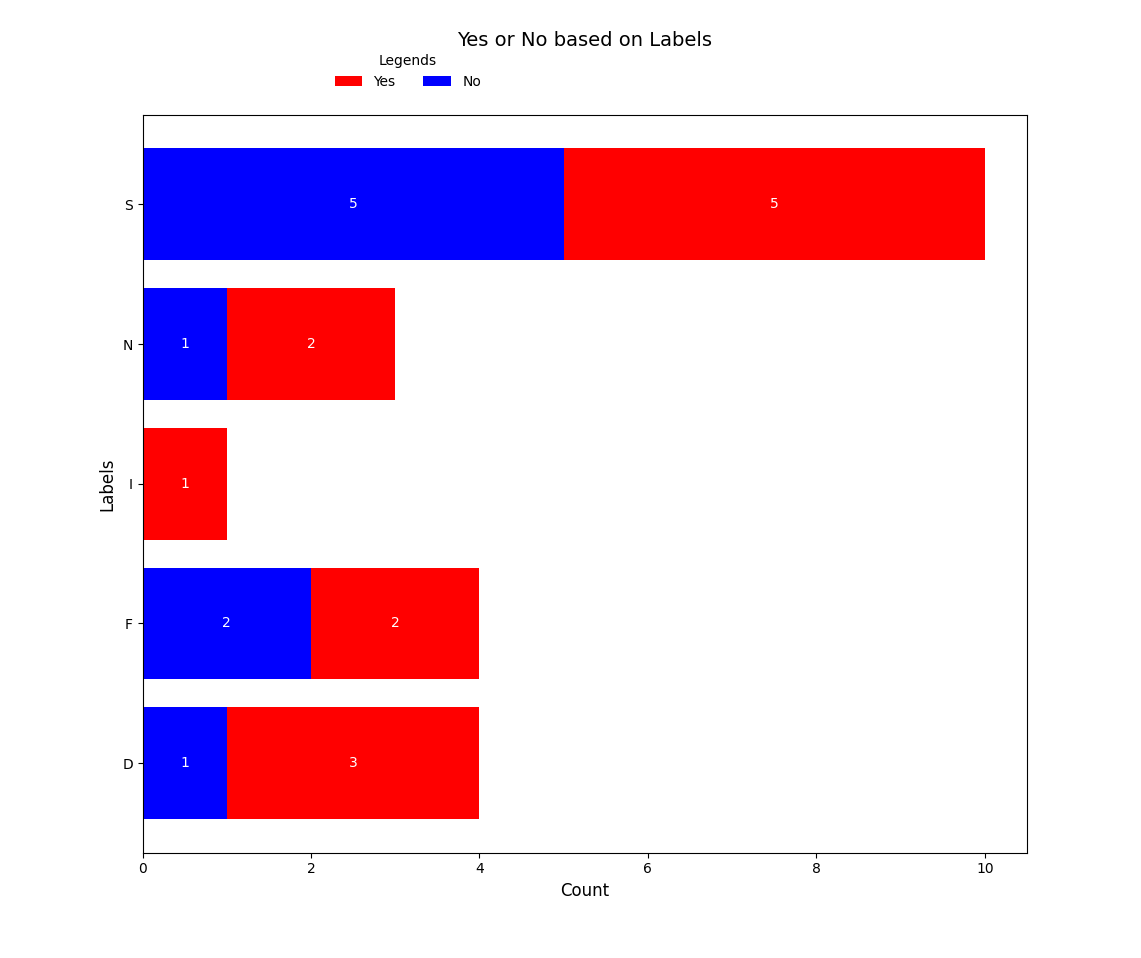 Yes or No based on Labels
Legends
Yes No
S 5 5
N 1 2
I 1
Labels
F 2 2
D 1 3
0 2 4 6 8 10
Count